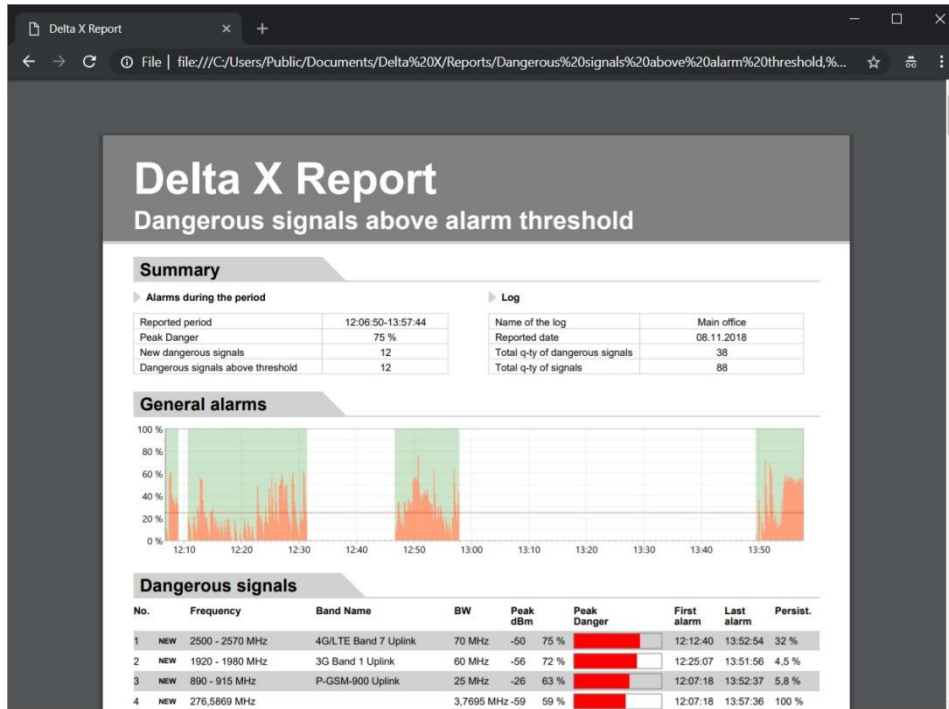 Delta X Report
File | file:///C:/Users/Public/Documents/Delta%20X/Reports/Dangerous%20signals%20above%20alarm%20threshold,%...
Delta X Report
Dangerous signals above alarm threshold
Summary
Alarms during the period
Reported period 12:06:50-13:57:44
Peak Danger 75 %
New dangerous signals 12
Dangerous signals above threshold 12
Log
Name of the log Main office
Reported date 08.11.2018
Total q-ty of dangerous signals 38
Total q-ty of signals 88
General alarms
100 %
80 %
60 %
40 %
20 %
0 %
12:10 12:20 12:30 12:40 12:50 13:00 13:10 13:20 13:30 13:40 13:50
Dangerous signals
No. Frequency Band Name BW Peak dBm Peak Danger First alarm Last alarm Persist.
1 NEW 2500 - 2570 MHz 4G/LTE Band 7 Uplink 70 MHz -50 75 % 12:12:40 13:52:54 32 %
2 NEW 1920 - 1980 MHz 3G Band 1 Uplink 60 MHz -56 72 % 12:25:07 13:51:56 4,5 %
3 NEW 890 - 915 MHz P-GSM-900 Uplink 25 MHz -26 63 % 12:07:18 13:52:37 5,8 %
4 NEW 276,5869 MHz 3,7695 MHz -59 59 % 12:07:18 13:57:36 100 %